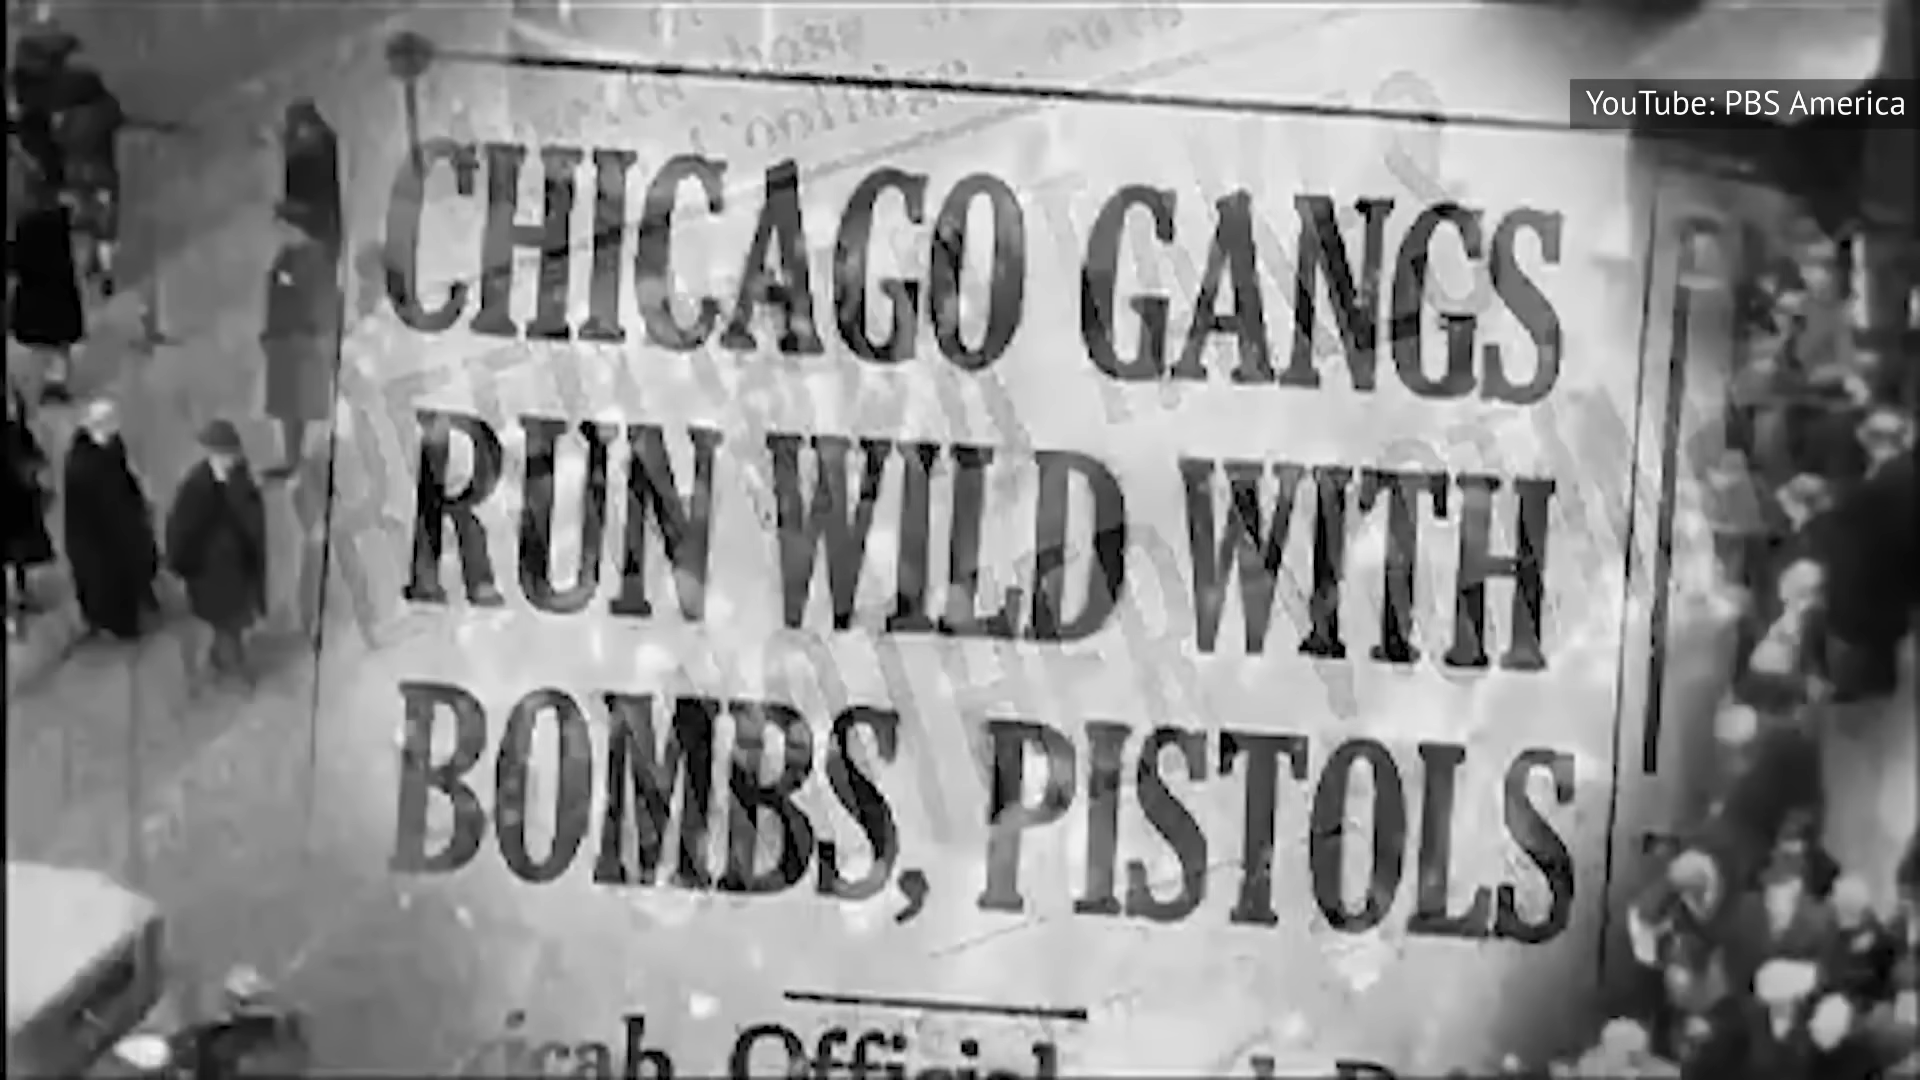 YouTube: PBS America
CHICAGO GANGS
RUN WILD WITH
BOMBS, PISTOLS